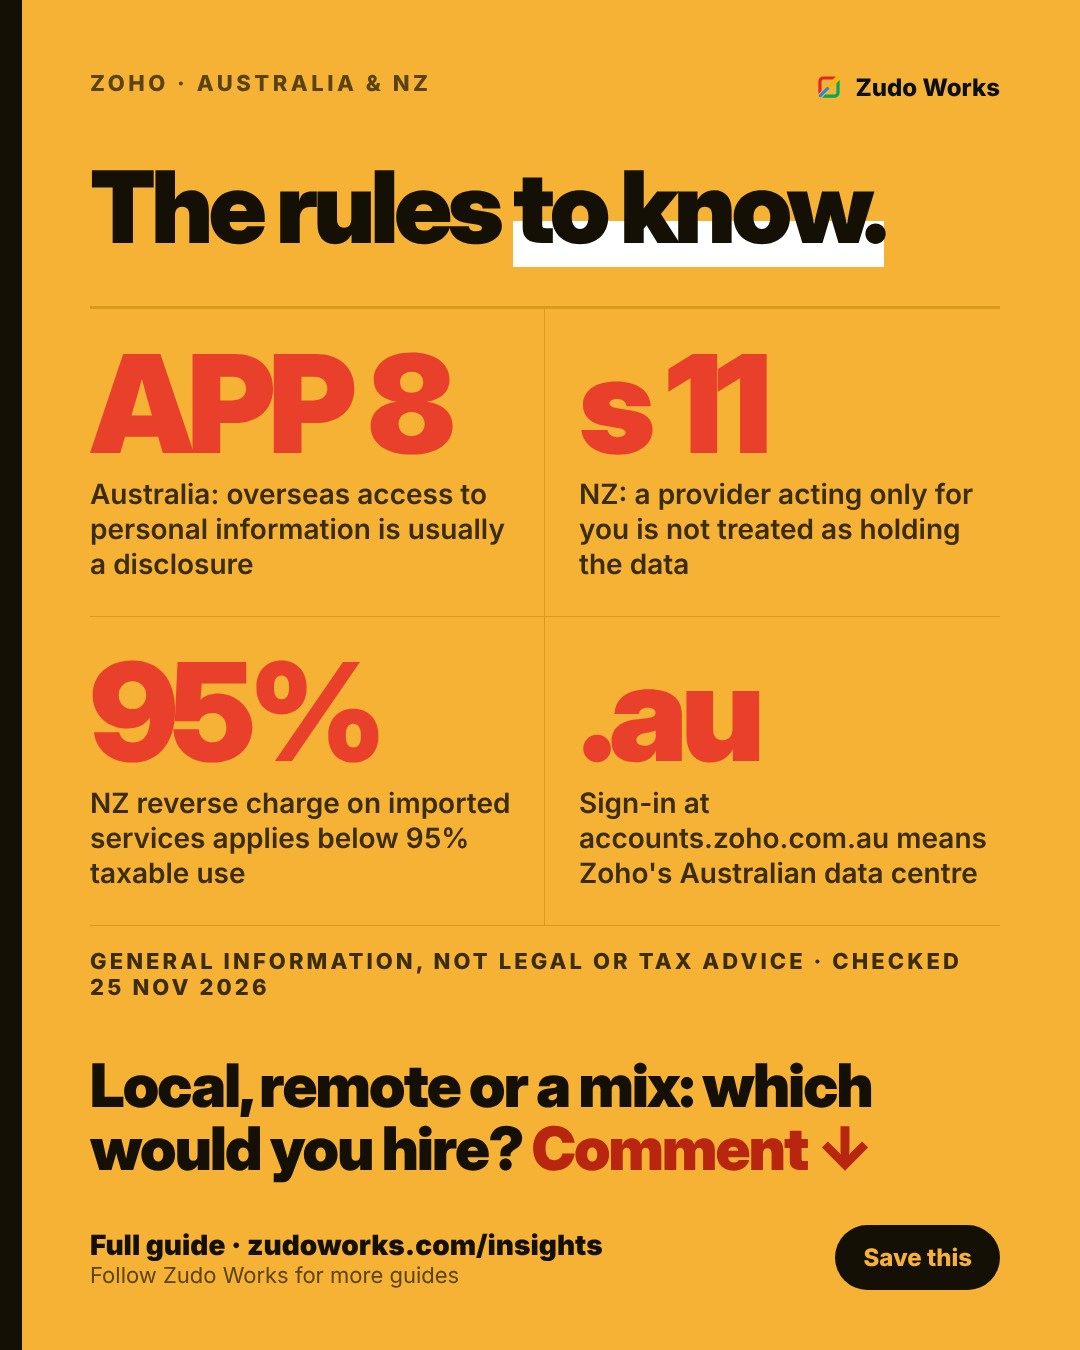 ZOHO · AUSTRALIA & NZ
Zudo Works
The rules to know.
APP 8
Australia: overseas access to
personal information is usually
a disclosure
s 11
NZ: a provider acting only for
you is not treated as holding
the data
95%
NZ reverse charge on imported
services applies below 95%
taxable use
.au
Sign-in at
accounts.zoho.com.au means
Zoho's Australian data centre
GENERAL INFORMATION, NOT LEGAL OR TAX ADVICE · CHECKED
25 NOV 2026
Local, remote or a mix: which
would you hire? Comment ↓
Full guide · zudoworks.com/insights
Follow Zudo Works for more guides
Save this